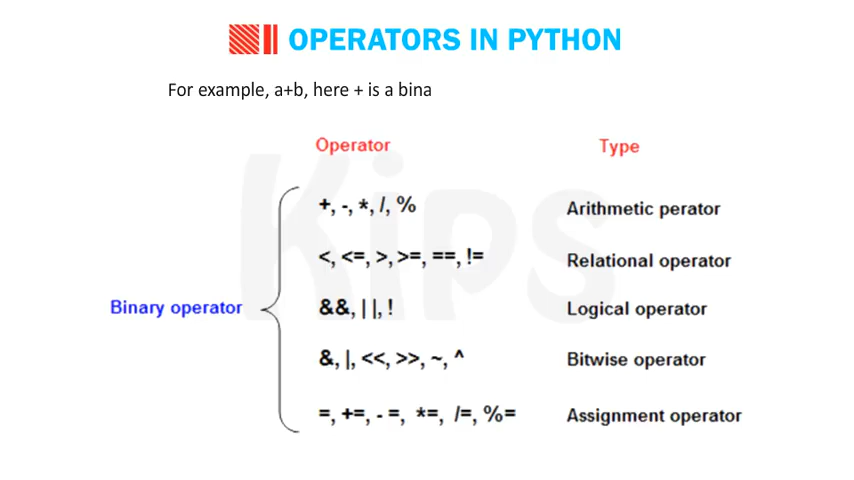 OPERATORS IN PYTHON
For example, a+b, here + is a bina
Operator Type
+, -, *, /, % Arithmetic perator
<, <=, >, >=, ==, != Relational operator
Binary operator
&&, | |, ! Logical operator
&, |, <<, >>, ~, ^ Bitwise operator
=, +=, - =, *=, /=, %= Assignment operator
Kips